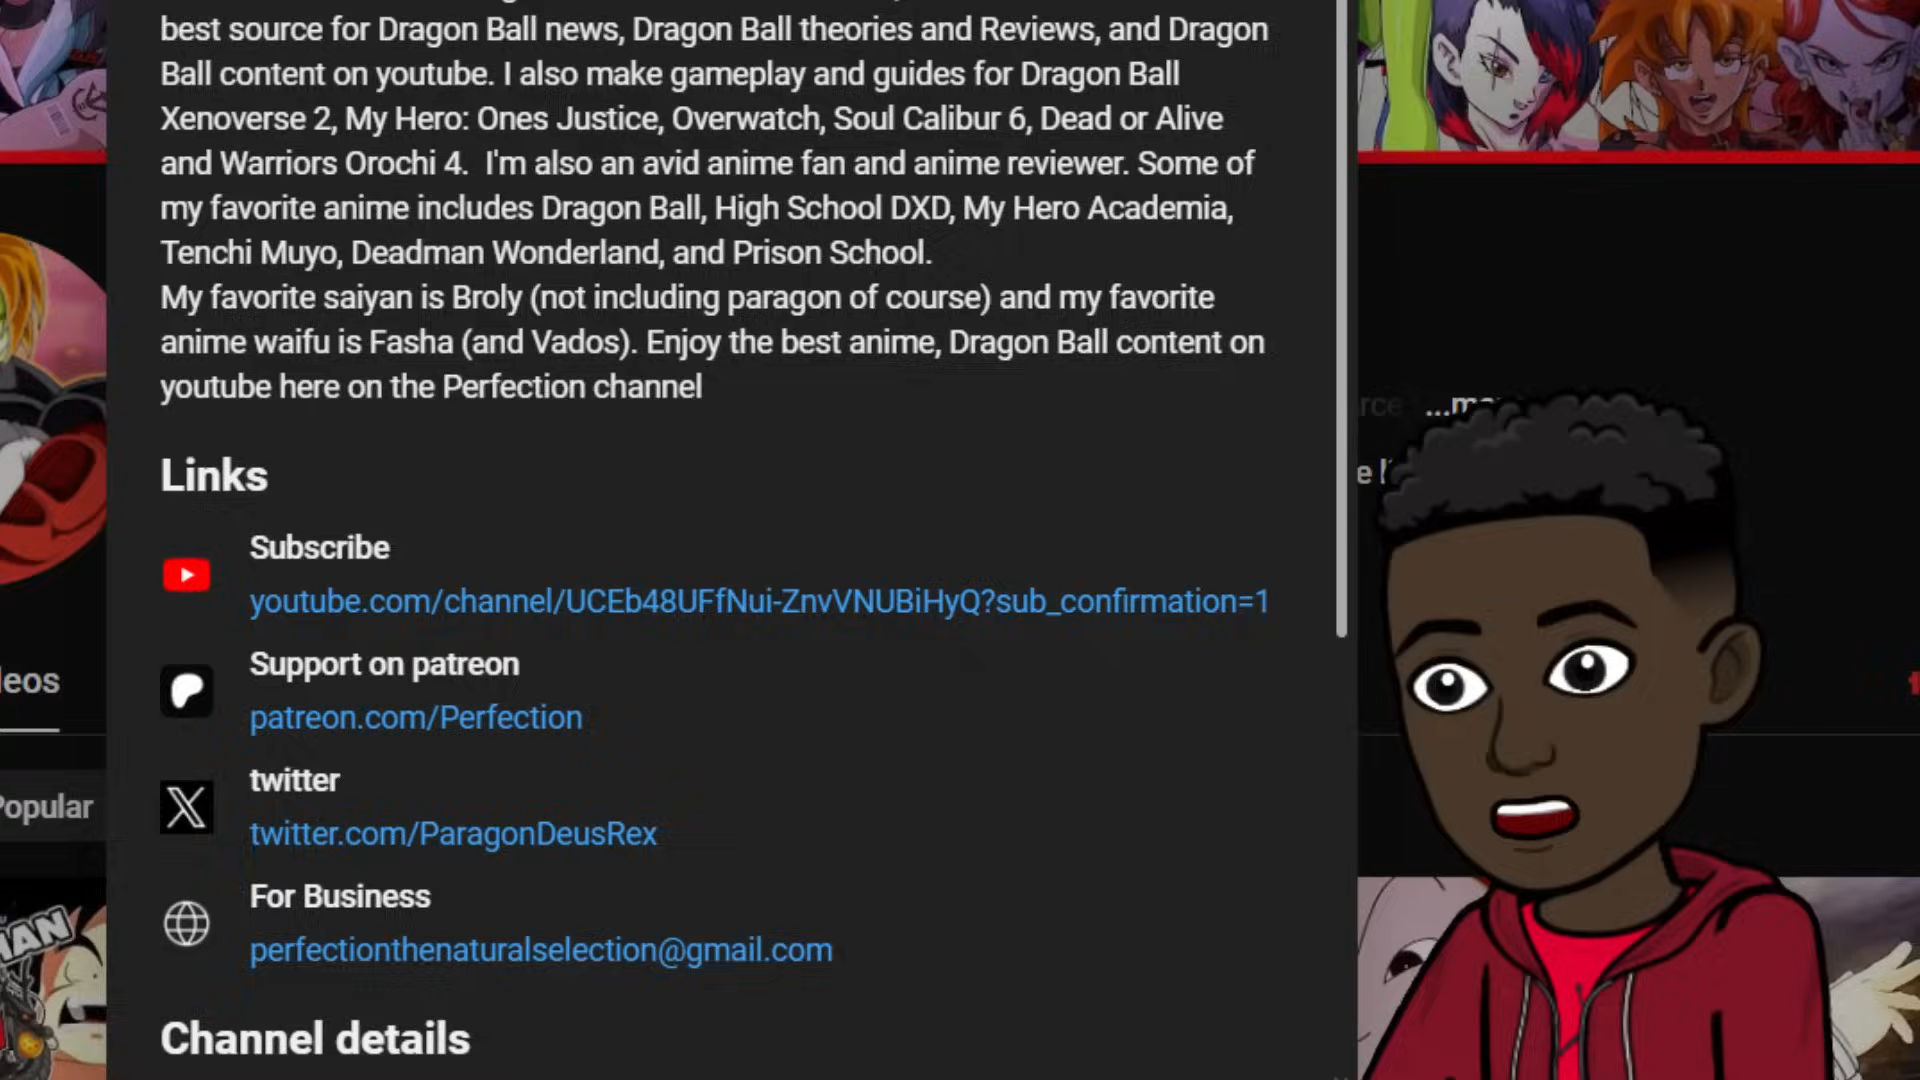 best source for Dragon Ball news, Dragon Ball theories and Reviews, and Dragon
Ball content on youtube. I also make gameplay and guides for Dragon Ball
Xenoverse 2, My Hero: Ones Justice, Overwatch, Soul Calibur 6, Dead or Alive
and Warriors Orochi 4.  I'm also an avid anime fan and anime reviewer. Some of
my favorite anime includes Dragon Ball, High School DXD, My Hero Academia,
Tenchi Muyo, Deadman Wonderland, and Prison School.
My favorite saiyan is Broly (not including paragon of course) and my favorite
anime waifu is Fasha (and Vados). Enjoy the best anime, Dragon Ball content on
youtube here on the Perfection channel
Links
Subscribe
youtube.com/channel/UCEb48UFfNui-ZnvVNUBiHyQ?sub_confirmation=1
Support on patreon
patreon.com/Perfection
twitter
twitter.com/ParagonDeusRex
For Business
perfectionthenaturalselection@gmail.com
Channel details
Popular